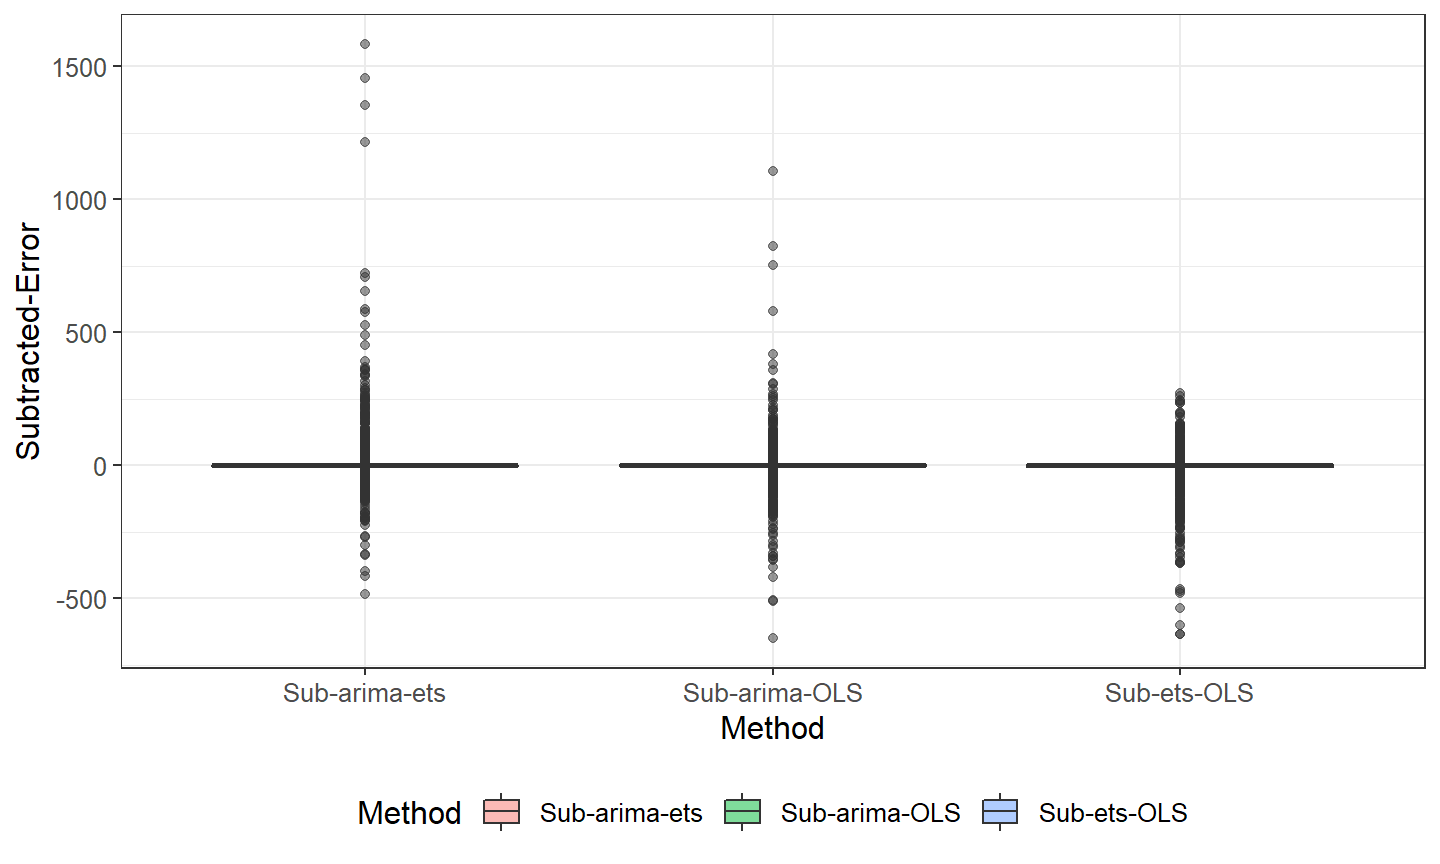 Subtracted-Error
1500
1000
500
0
-500
Sub-arima-ets Sub-arima-OLS Sub-ets-OLS
Method
Method Sub-arima-ets Sub-arima-OLS Sub-ets-OLS